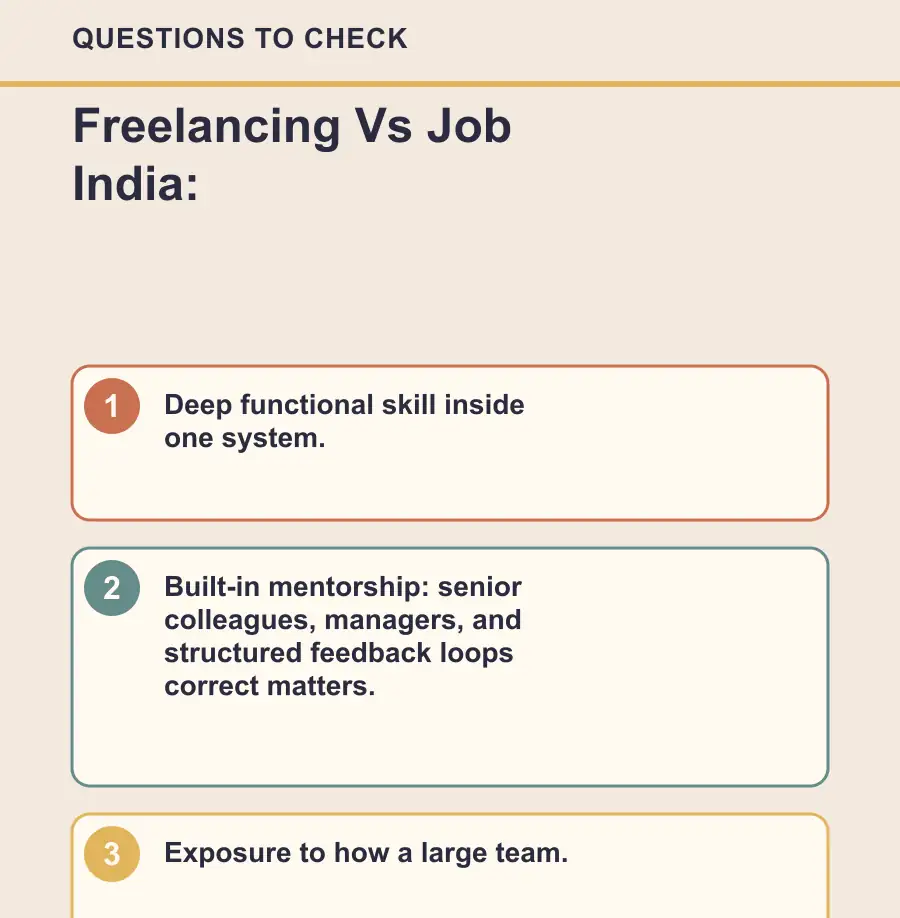 QUESTIONS TO CHECK
Freelancing Vs Job
India:
1
Deep functional skill inside
one system.
2
Built-in mentorship: senior
colleagues, managers, and
structured feedback loops
correct matters.
3
Exposure to how a large team.